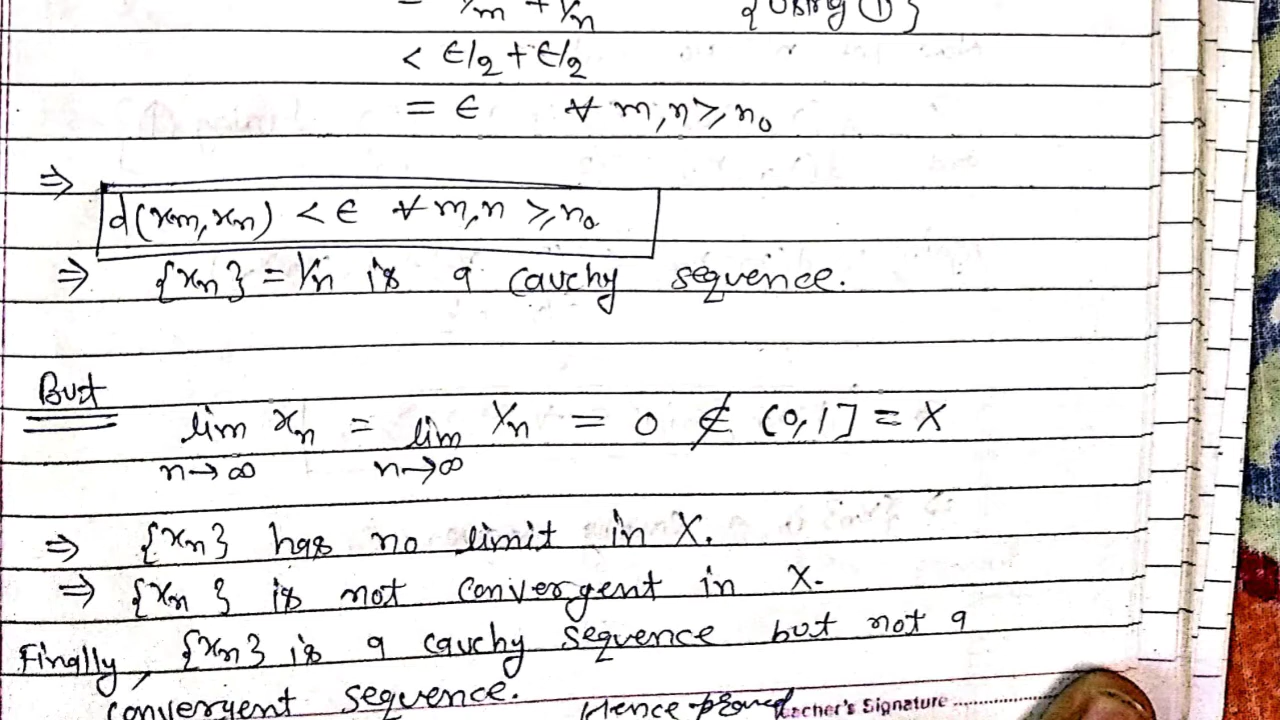 = 1/m + 1/n {Using ①}
< ϵ/2 + ϵ/2
= ϵ ∀ m,n ≥ n₀
⇒
d(xm, xn) < ϵ ∀ m,n ≥ n₀
⇒ {xn} = 1/n is a cauchy sequence.
But
lim xn = lim 1/n = 0 ∉ (0,1] = X
n→∞ n→∞
⇒ {xn} has no limit in X.
⇒ {xn} is not convergent in X.
Finally, {xn} is a cauchy sequence but not a
convergent sequence. Hence proved
Teacher's Signature ..............